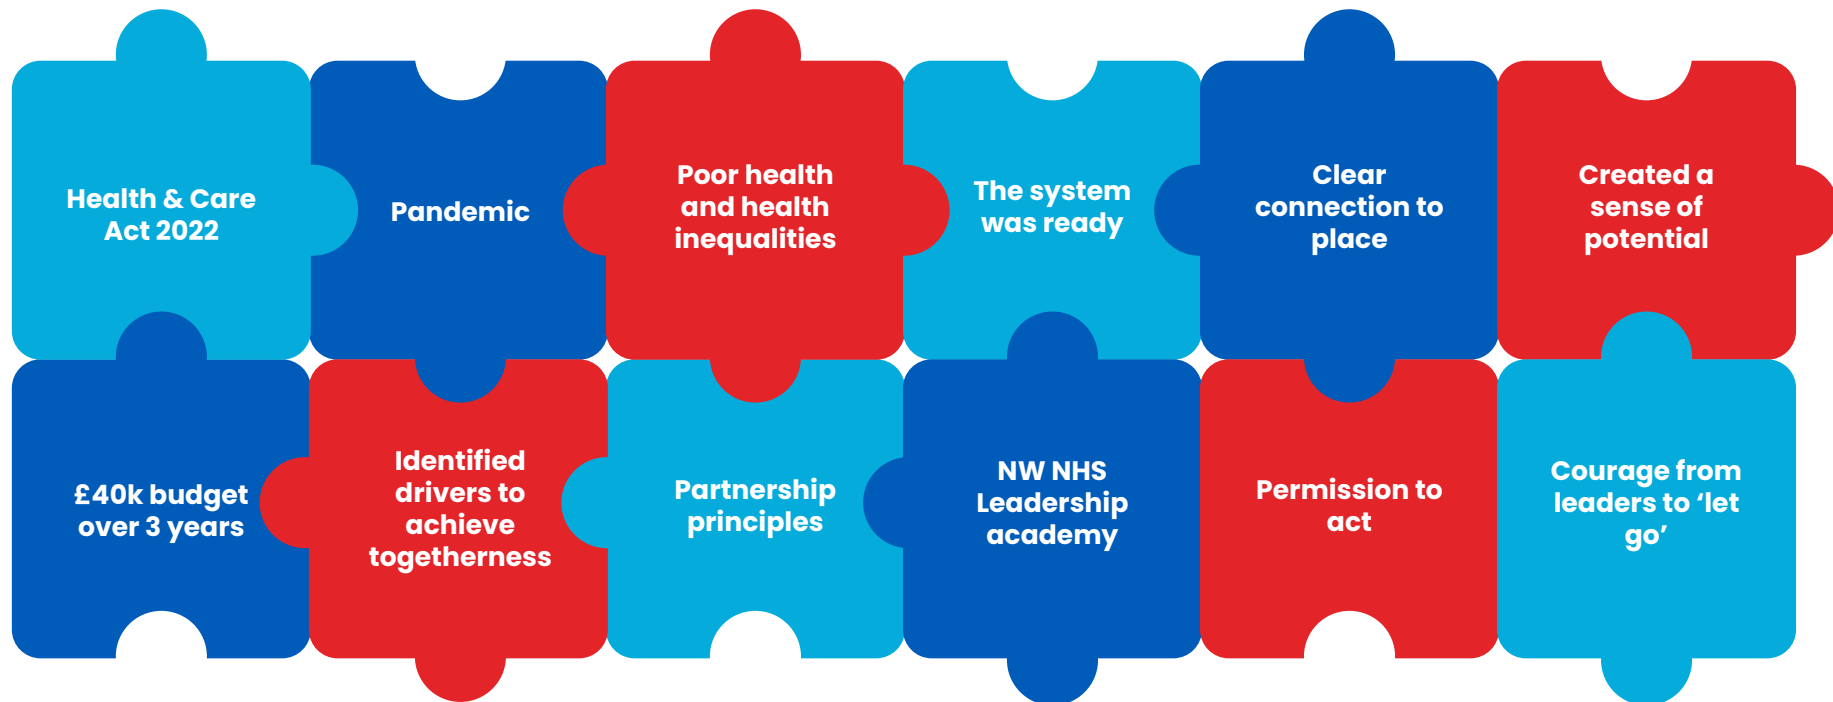 Health & Care
Act 2022
Pandemic
Poor health
and health
inequalities
The system
was ready
Clear
connection to
place
Created a
sense of
potential
£40k budget
over 3 years
Identified
drivers to
achieve
togetherness
Partnership
principles
NW NHS
Leadership
academy
Permission to
act
Courage from
leaders to ‘let
go’